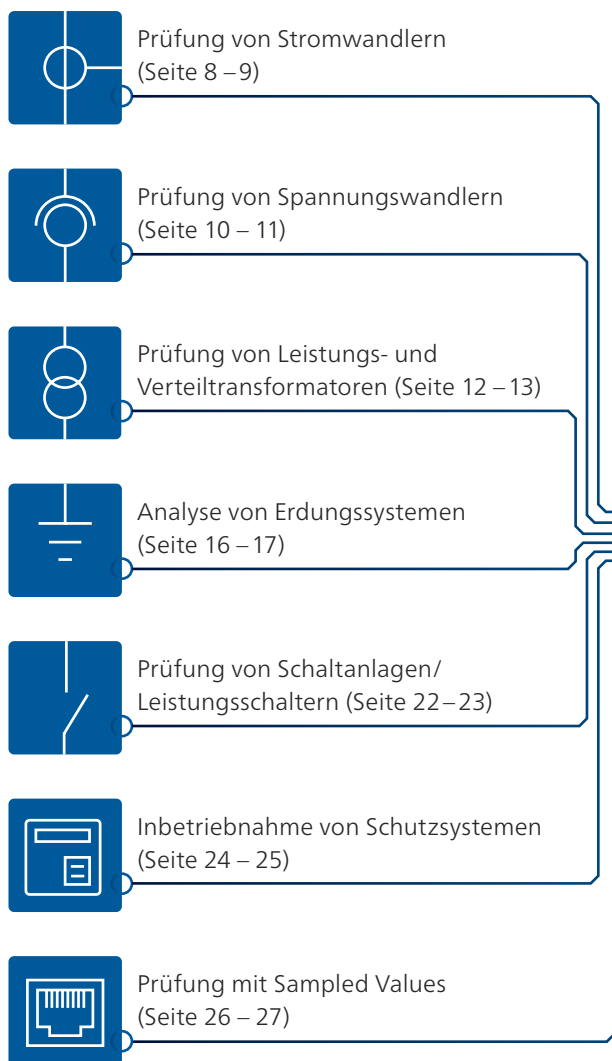 Prüfung von Stromwandlern
(Seite 8 – 9)
Prüfung von Spannungswandlern
(Seite 10 – 11)
Prüfung von Leistungs- und
Verteiltransformatoren (Seite 12 – 13)
Analyse von Erdungssystemen
(Seite 16 – 17)
Prüfung von Schaltanlagen/
Leistungsschaltern (Seite 22 – 23)
Inbetriebnahme von Schutzsystemen
(Seite 24 – 25)
Prüfung mit Sampled Values
(Seite 26 – 27)